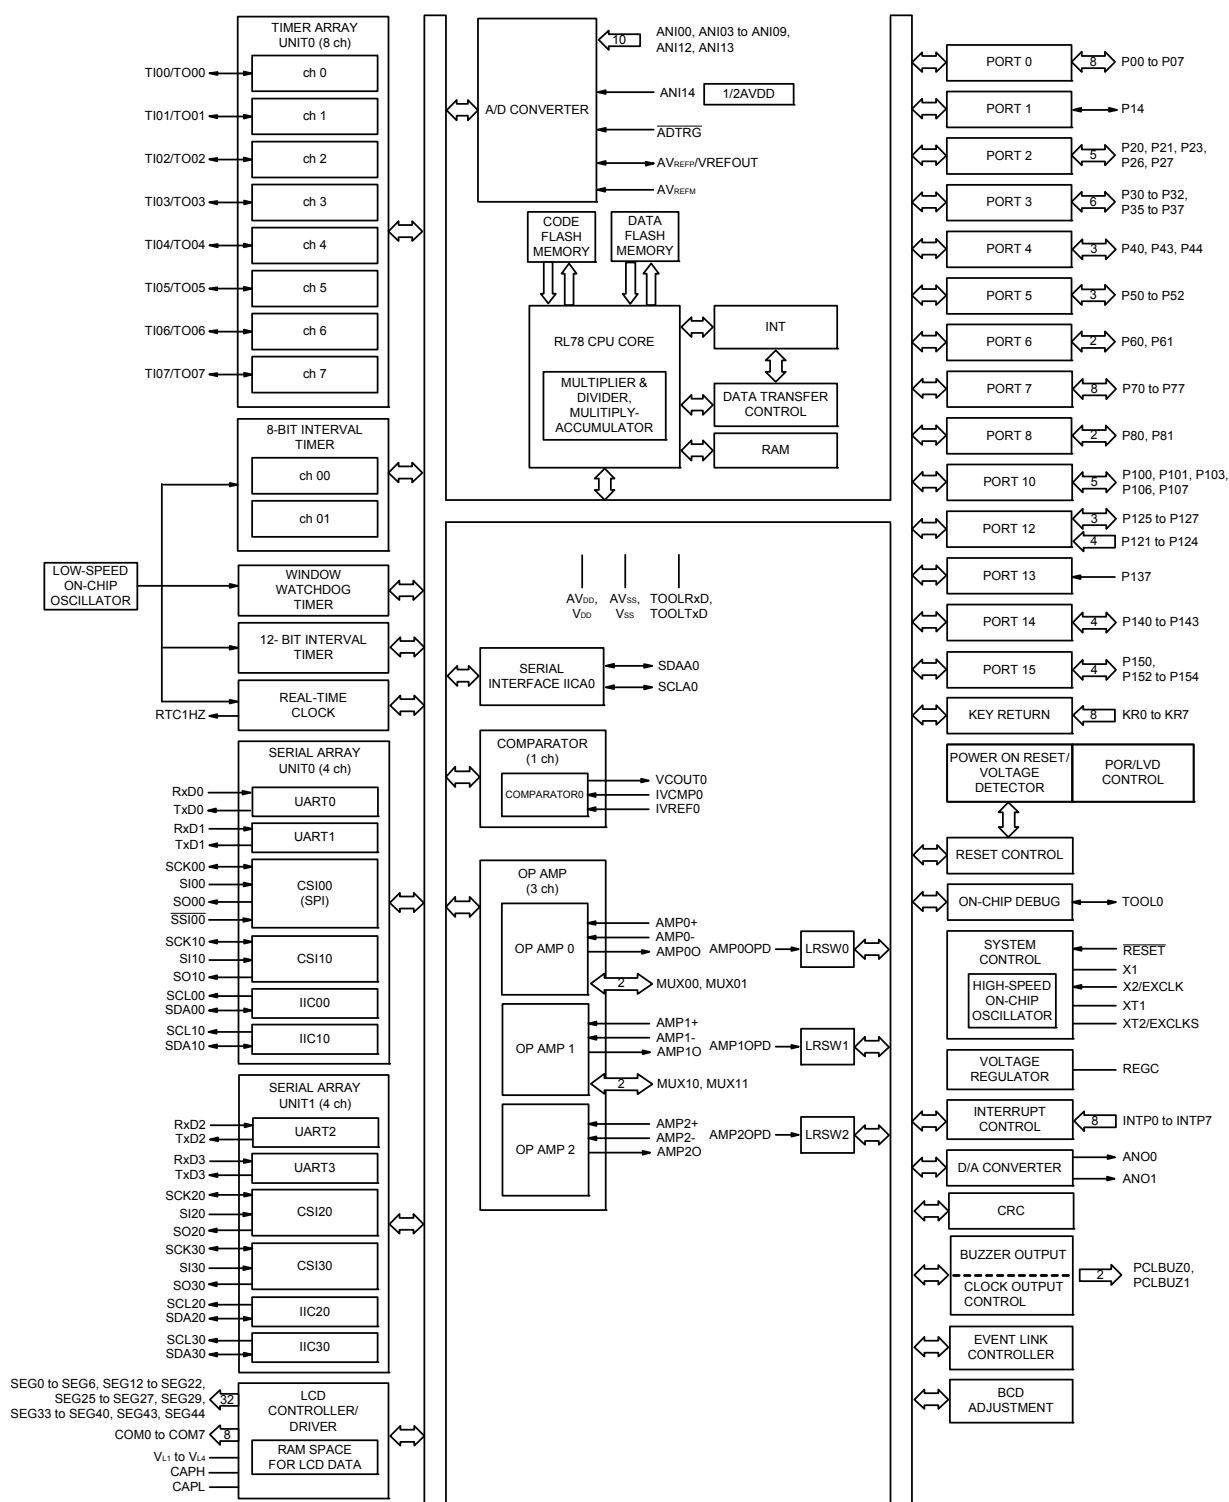 TIMER ARRAY
UNIT0 (8 ch)
TI00/TO00
ch 0
TI01/TO01
ch 1
TI02/TO02
ch 2
TI03/TO03
ch 3
TI04/TO04
ch 4
TI05/TO05
ch 5
TI06/TO06
ch 6
TI07/TO07
ch 7
8-BIT INTERVAL
TIMER
ch 00
ch 01
LOW-SPEED
ON-CHIP
OSCILLATOR
WINDOW
WATCHDOG
TIMER
12- BIT INTERVAL
TIMER
REAL-TIME
CLOCK
RTC1HZ
SERIAL ARRAY
UNIT0 (4 ch)
RxD0
TxD0
UART0
RxD1
TxD1
UART1
SCK00
SI00
SO00
SSI00
CSI00
(SPI)
SCK10
SI10
SO10
CSI10
SCL00
SDA00
IIC00
SCL10
SDA10
IIC10
SERIAL ARRAY
UNIT1 (4 ch)
RxD2
TxD2
UART2
RxD3
TxD3
UART3
SCK20
SI20
SO20
CSI20
SCK30
SI30
SO30
CSI30
SCL20
SDA20
IIC20
SCL30
SDA30
IIC30
SEG0 to SEG6, SEG12 to SEG22,
SEG25 to SEG27, SEG29,
SEG33 to SEG40, SEG43, SEG44
32
COM0 to COM7
8
VL1 to VL4
CAPH
CAPL
LCD
CONTROLLER/
DRIVER
RAM SPACE
FOR LCD DATA
A/D CONVERTER
10
ANI00, ANI03 to ANI09,
ANI12, ANI13
ANI14
1/2AVDD
ADTRG
AVREFP/VREFOUT
AVREFM
CODE
FLASH
MEMORY
DATA
FLASH
MEMORY
RL78 CPU CORE
MULTIPLIER &
DIVIDER,
MULITIPLY-
ACCUMULATOR
INT
DATA TRANSFER
CONTROL
RAM
AVDD,
VDD
AVSS,
VSS
TOOLRxD,
TOOLTxD
SERIAL
INTERFACE IICA0
SDAA0
SCLA0
COMPARATOR
(1 ch)
COMPARATOR0
VCOUT0
IVCMP0
IVREF0
OP AMP
(3 ch)
OP AMP 0
AMP0+
AMP0-
AMP0O
AMP0OPD
LRSW0
2
MUX00, MUX01
OP AMP 1
AMP1+
AMP1-
AMP1O
AMP1OPD
LRSW1
2
MUX10, MUX11
OP AMP 2
AMP2+
AMP2-
AMP2O
AMP2OPD
LRSW2
PORT 0
8
P00 to P07
PORT 1
P14
PORT 2
5
P20, P21, P23,
P26, P27
PORT 3
6
P30 to P32,
P35 to P37
PORT 4
3
P40, P43, P44
PORT 5
3
P50 to P52
PORT 6
2
P60, P61
PORT 7
8
P70 to P77
PORT 8
2
P80, P81
PORT 10
5
P100, P101, P103,
P106, P107
PORT 12
3
P125 to P127
4
P121 to P124
PORT 13
P137
PORT 14
4
P140 to P143
PORT 15
4
P150,
P152 to P154
KEY RETURN
8
KR0 to KR7
POWER ON RESET/
VOLTAGE
DETECTOR
POR/LVD
CONTROL
RESET CONTROL
ON-CHIP DEBUG
TOOL0
SYSTEM
CONTROL
HIGH-SPEED
ON-CHIP
OSCILLATOR
RESET
X1
X2/EXCLK
XT1
XT2/EXCLKS
VOLTAGE
REGULATOR
REGC
INTERRUPT
CONTROL
8
INTP0 to INTP7
D/A CONVERTER
ANO0
ANO1
CRC
BUZZER OUTPUT
CLOCK OUTPUT
CONTROL
2
PCLBUZ0,
PCLBUZ1
EVENT LINK
CONTROLLER
BCD
ADJUSTMENT